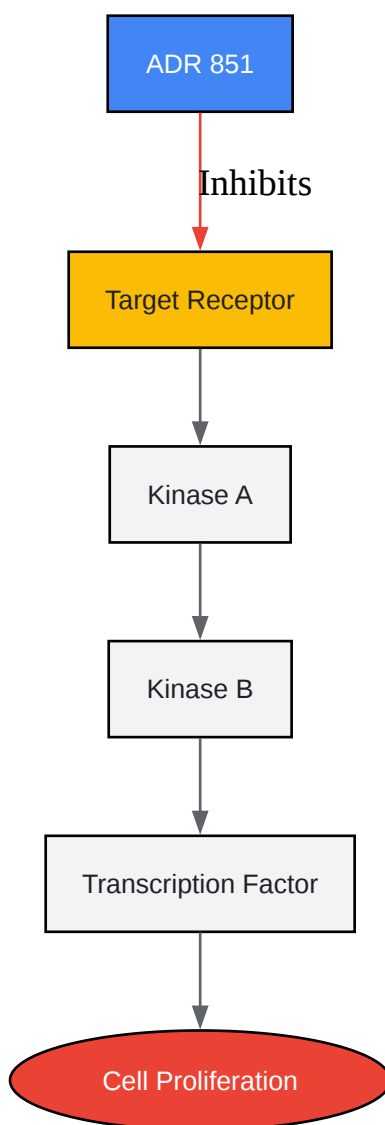 ADR 851
Inhibits
Target Receptor
Kinase A
Kinase B
Transcription Factor
Cell Proliferation